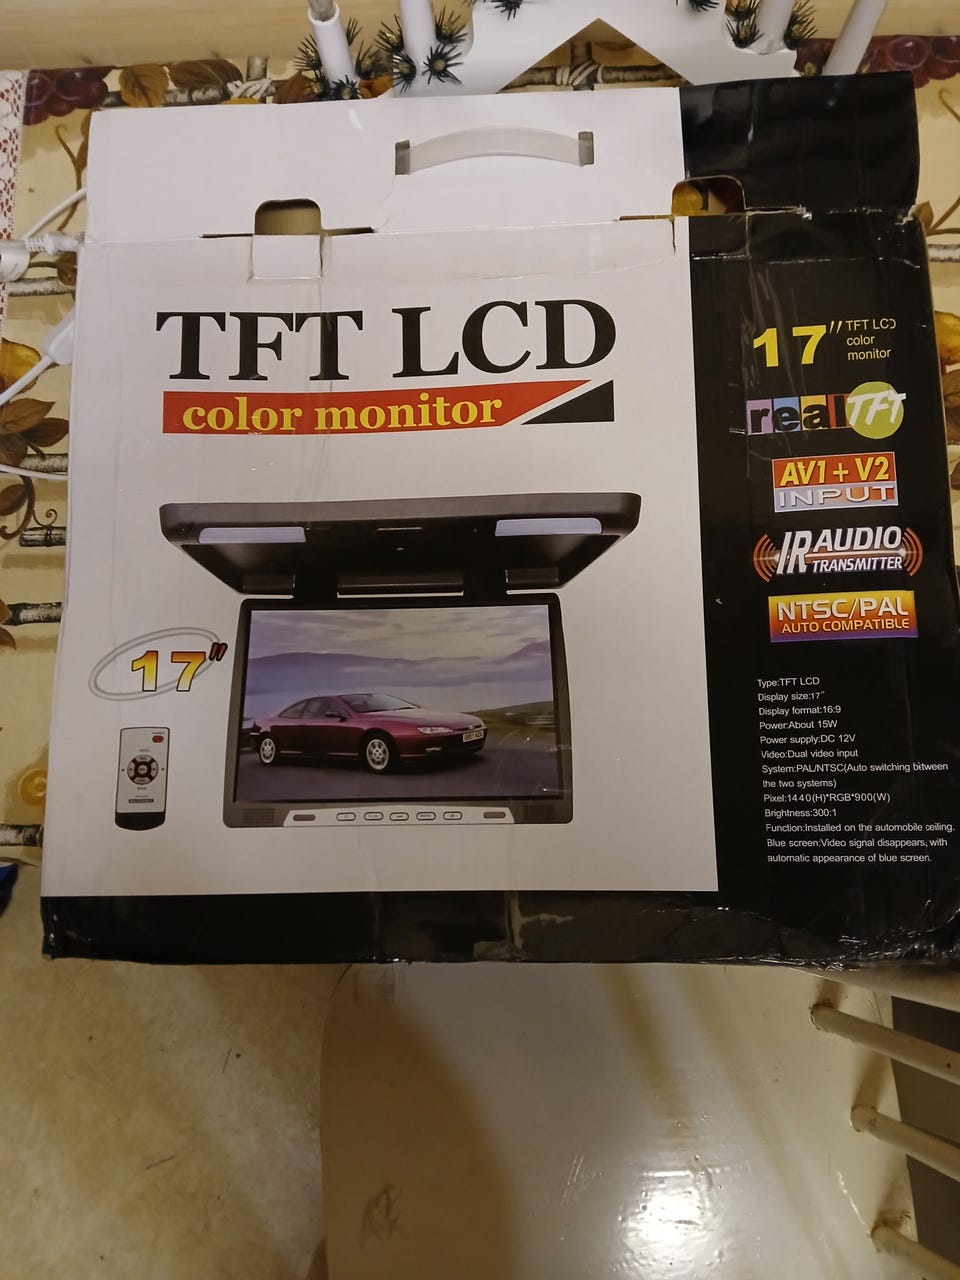 TFT LCD
color monitor
17"
17" TFT LCD
color
monitor
real TFT
AV1 + V2
INPUT
IR AUDIO
TRANSMITTER
NTSC/PAL
AUTO COMPATIBLE
Type:TFT LCD
Display size:17"
Display format:16:9
Power:About 15W
Power supply:DC 12V
Video:Dual video input
System:PAL/NTSC(Auto switching bitween
the two systems)
Pixel:1440(H)*RGB*900(W)
Brightness:300:1
Function:Installed on the automobile ceiling.
Blue screen:Video signal disappears, with
automatic appearance of blue screen.